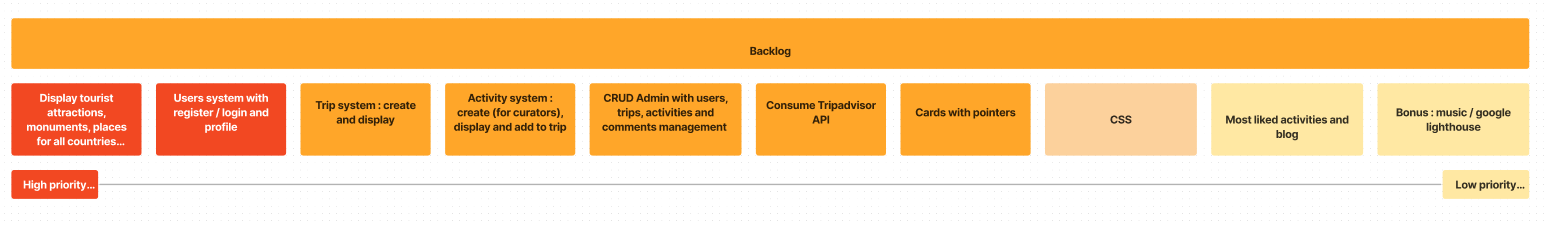 Backlog
Display tourist
attractions,
monuments, places
for all countries...
Users system with
register / login and
profile
Trip system : create
and display
Activity system :
create (for curators),
display and add to trip
CRUD Admin with users,
trips, activities and
comments management
Consume Tripadvisor
API
Cards with pointers
CSS
Most liked activities and
blog
Bonus : music / google
lighthouse
High priority...
Low priority...